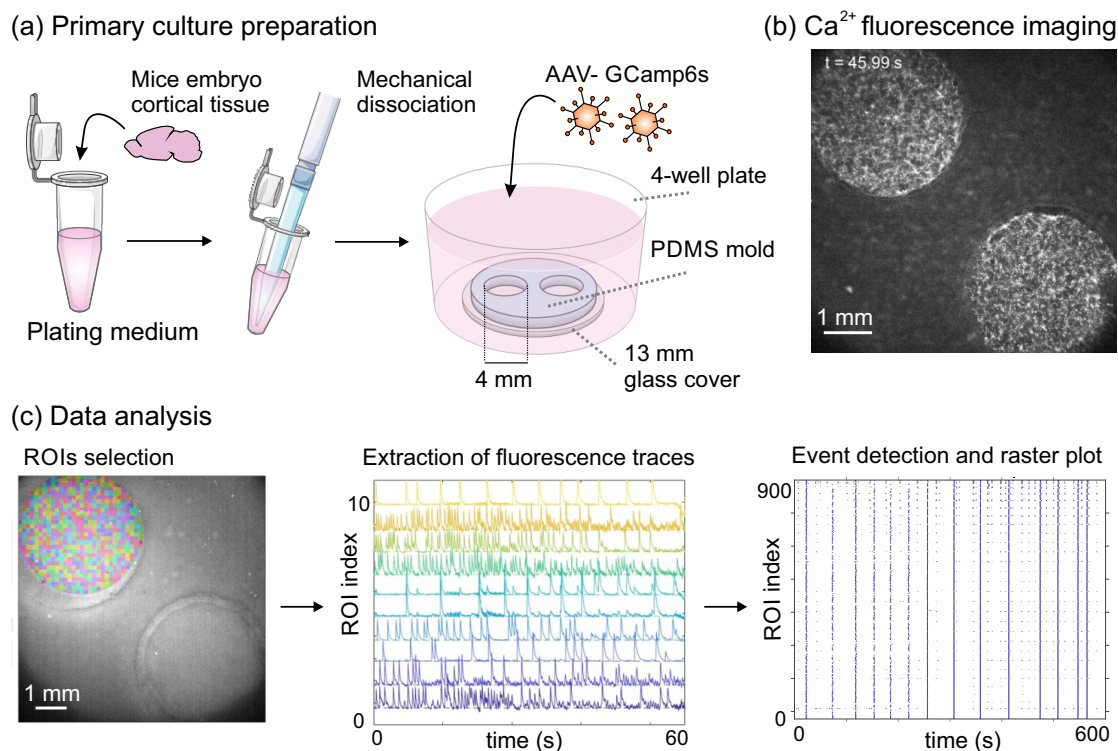 (a) Primary culture preparation
Mice embryo
cortical tissue
Mechanical
dissociation
AAV- GCamp6s
4-well plate
PDMS mold
13 mm
glass cover
4 mm
Plating medium
(b) Ca²⁺ fluorescence imaging
t = 45.99 s
1 mm
(c) Data analysis
ROIs selection
1 mm
Extraction of fluorescence traces
10
ROI index
0
0
time (s)
60
Event detection and raster plot
900
ROI index
0
0
time (s)
600